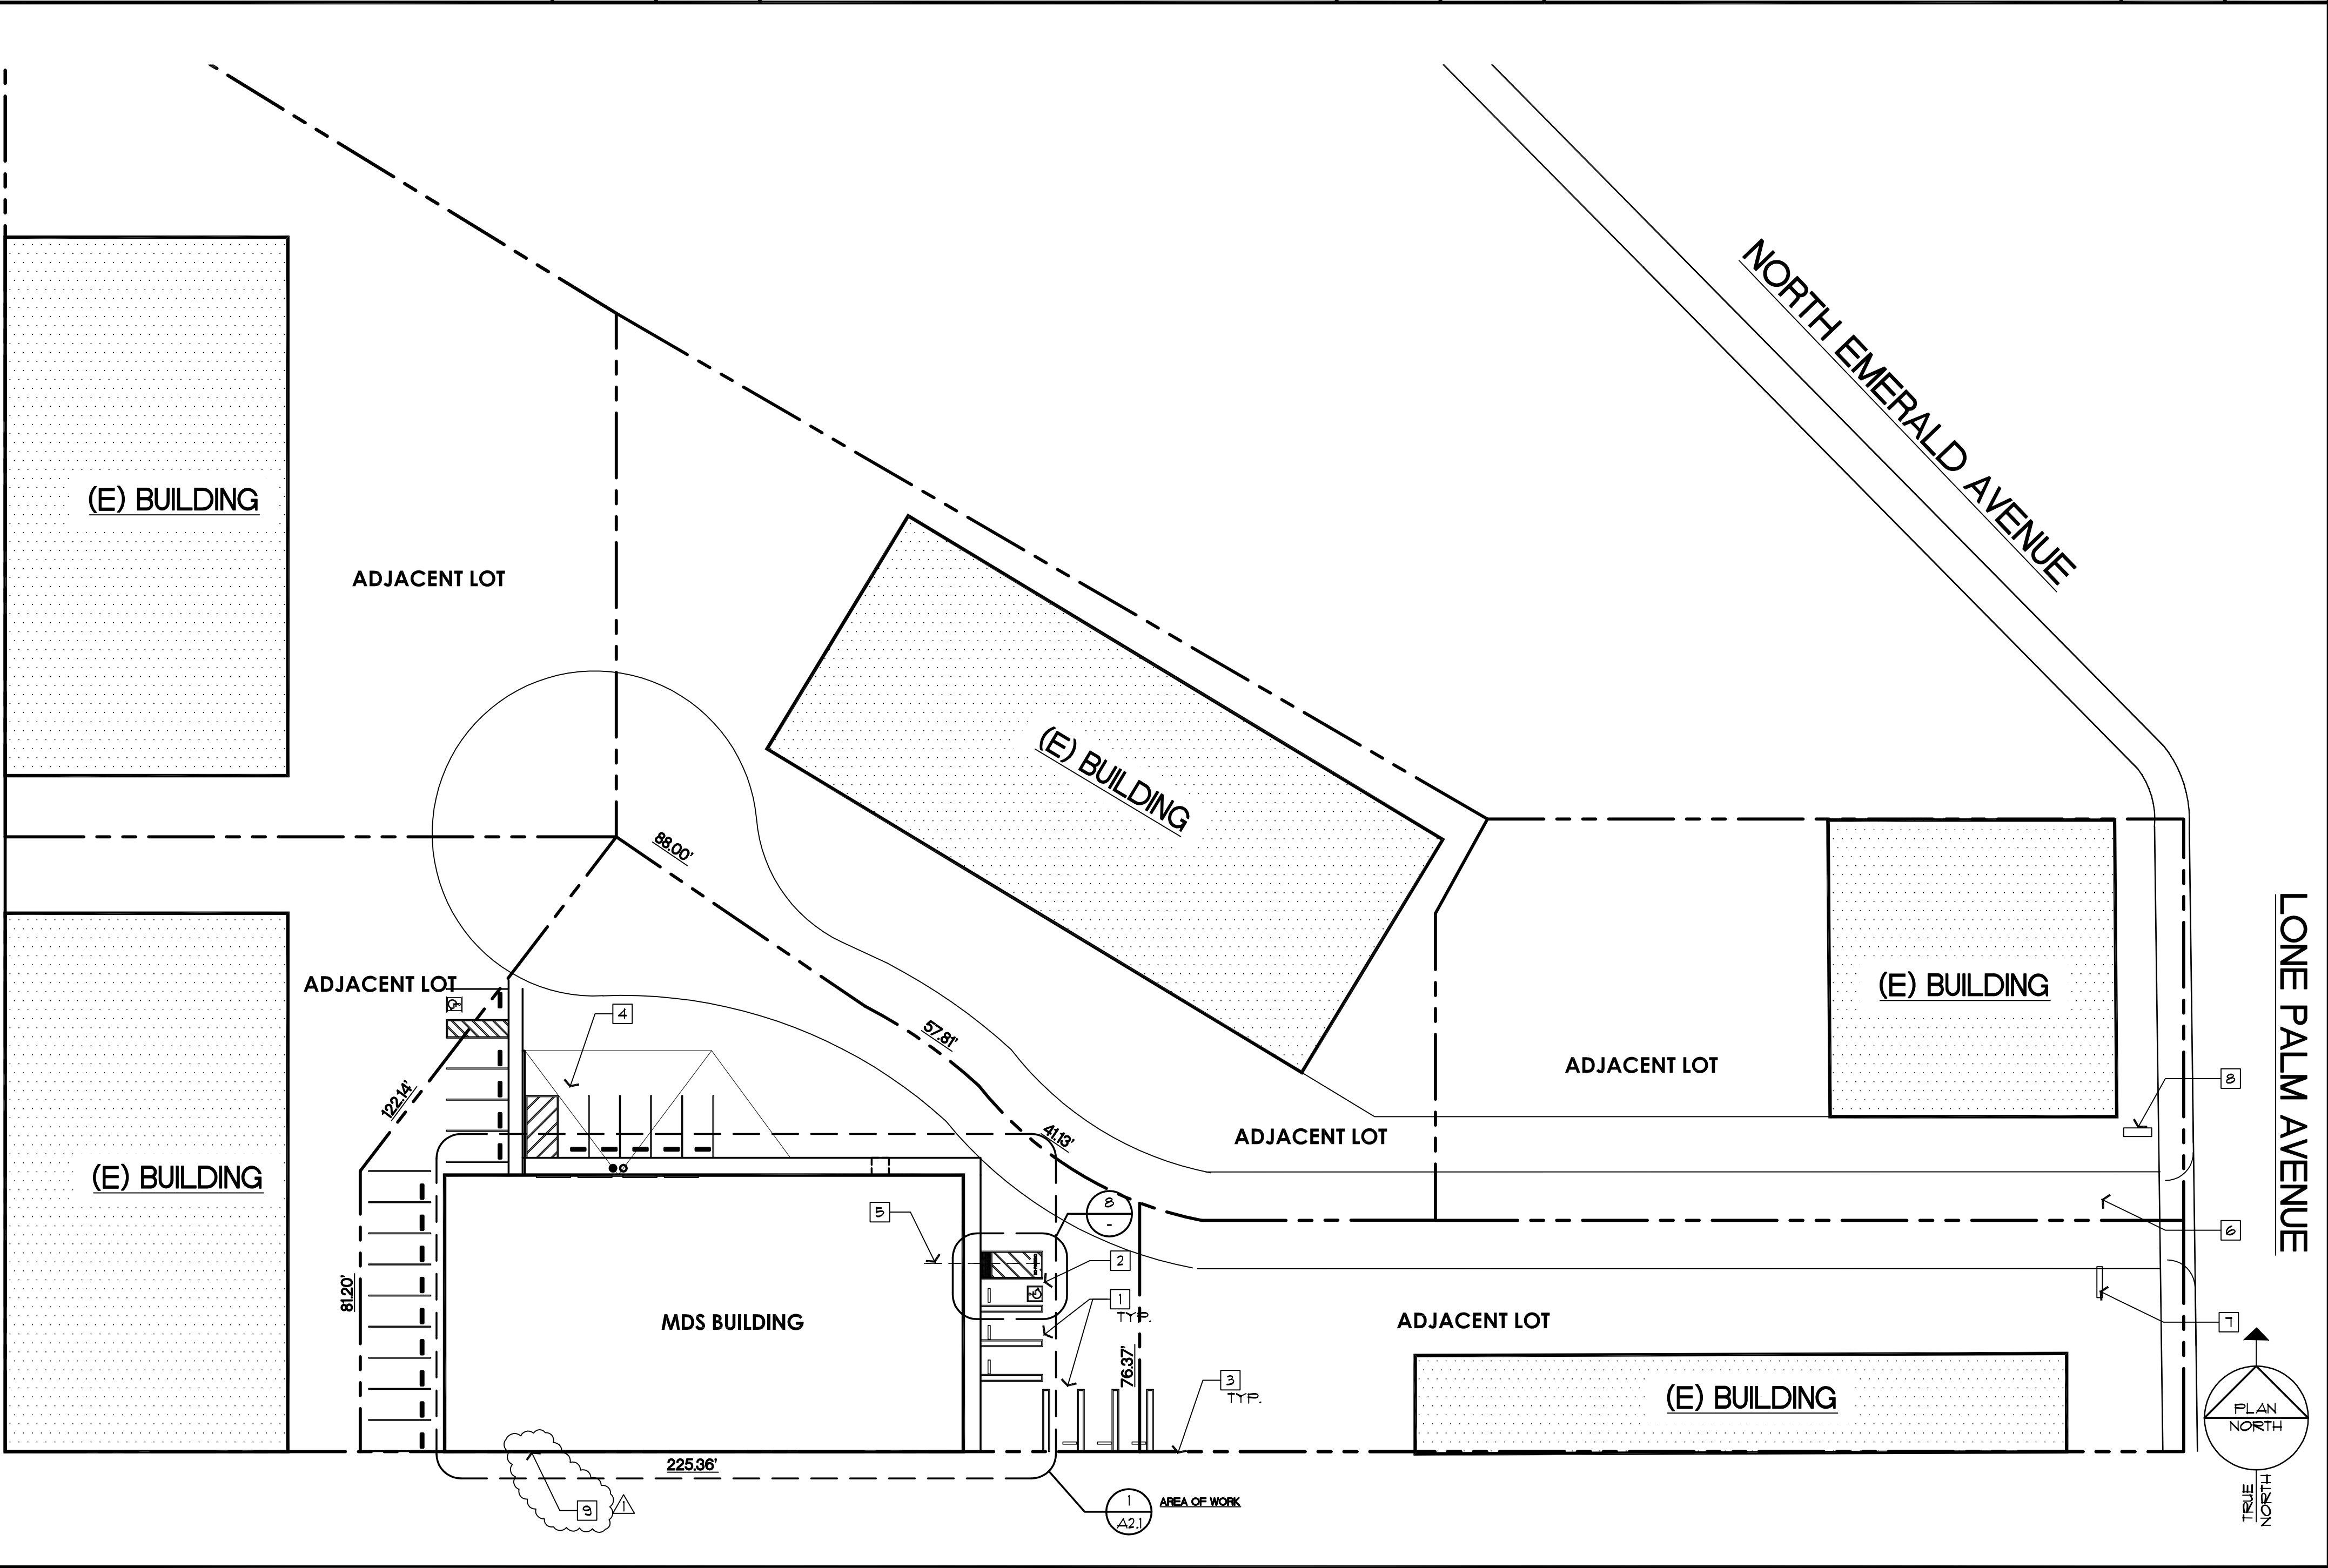 NORTH EMERALD AVENUE
(E) BUILDING
ADJACENT LOT
(E) BUILDING
88.00'
LONE PALM AVENUE
ADJACENT LOT
(E) BUILDING
4
57.81'
ADJACENT LOT
8
122.14'
41.13'
ADJACENT LOT
(E) BUILDING
5
8
-
6
2
81.20'
MDS BUILDING
1
TYP.
ADJACENT LOT
7
76.37'
3
TYP.
(E) BUILDING
PLAN
NORTH
225.36'
TRUE
NORTH
9
1
1
A2.1
AREA OF WORK